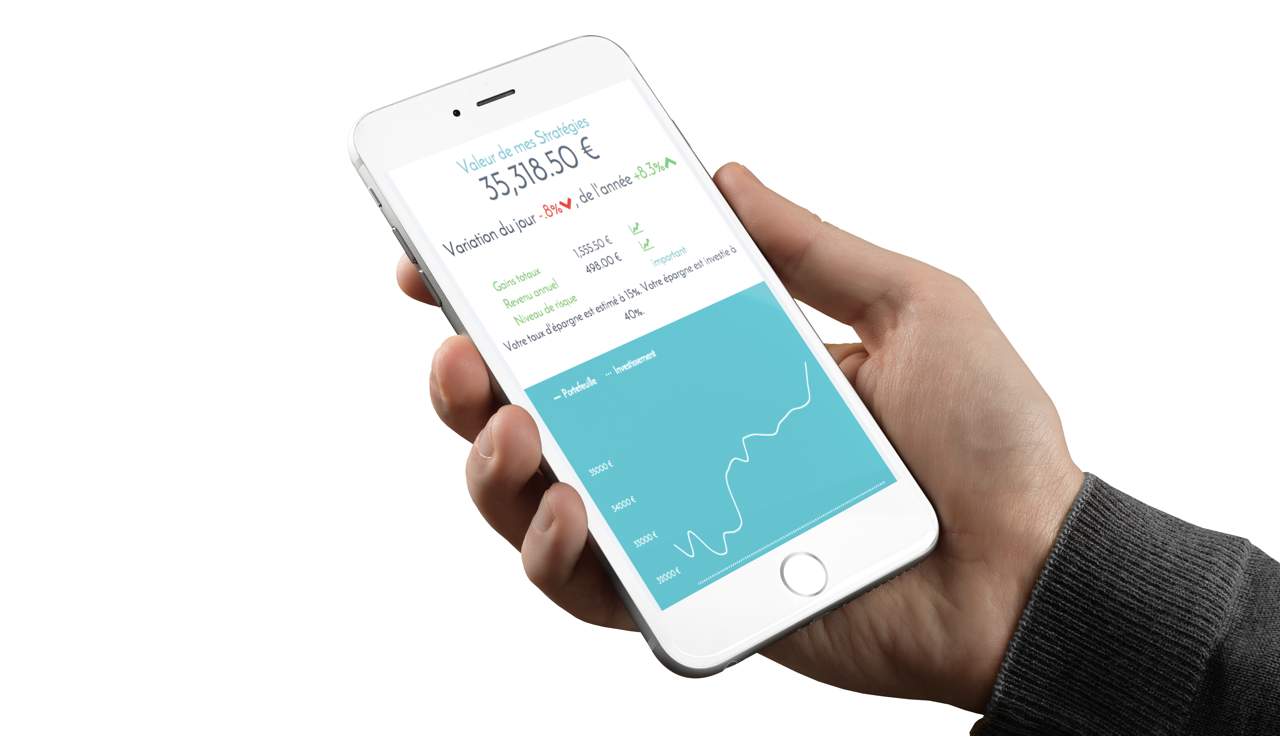 Valeur de mes Stratégies
35,318.50 €
Variation du jour -.8% , de l'année +8.3%
Gains totaux 1,555.50 €
Revenu annuel 498.00 €
Niveau de risque important
Votre taux d'épargne est estimé à 15%. Votre épargne est investie à
40%.
Portefeuille Investissement
35000 €
34000 €
33000 €
32000 €